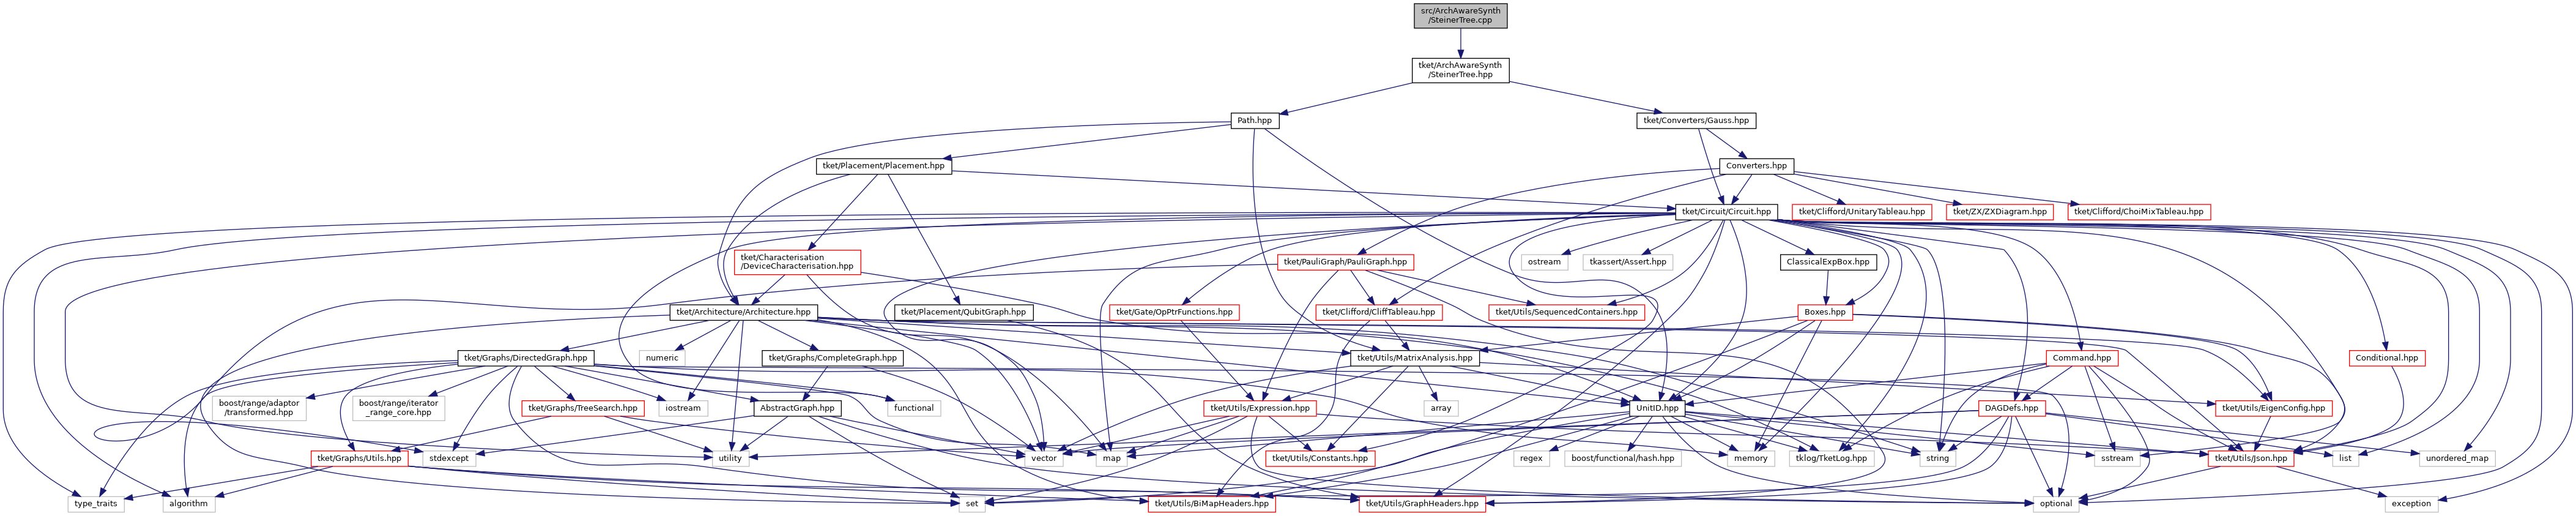 src/ArchAwareSynth
/SteinerTree.cpp
tket/ArchAwareSynth
/SteinerTree.hpp
Path.hpp
tket/Converters/Gauss.hpp
tket/Placement/Placement.hpp
Converters.hpp
tket/Circuit/Circuit.hpp
tket/Clifford/UnitaryTableau.hpp
tket/ZX/ZXDiagram.hpp
tket/Clifford/ChoiMixTableau.hpp
tket/Characterisation
/DeviceCharacterisation.hpp
tket/PauliGraph/PauliGraph.hpp
ostream
tkassert/Assert.hpp
ClassicalExpBox.hpp
tket/Architecture/Architecture.hpp
tket/Placement/QubitGraph.hpp
tket/Gate/OpPtrFunctions.hpp
tket/Clifford/CliffTableau.hpp
tket/Utils/SequencedContainers.hpp
Boxes.hpp
tket/Graphs/DirectedGraph.hpp
numeric
tket/Graphs/CompleteGraph.hpp
tket/Utils/MatrixAnalysis.hpp
Command.hpp
Conditional.hpp
boost/range/adaptor
/transformed.hpp
boost/range/iterator
_range_core.hpp
tket/Graphs/TreeSearch.hpp
iostream
AbstractGraph.hpp
functional
tket/Utils/Expression.hpp
array
UnitID.hpp
DAGDefs.hpp
tket/Utils/EigenConfig.hpp
tket/Graphs/Utils.hpp
stdexcept
utility
vector
map
tket/Utils/Constants.hpp
regex
boost/functional/hash.hpp
memory
tklog/TketLog.hpp
string
sstream
tket/Utils/Json.hpp
list
unordered_map
type_traits
algorithm
set
tket/Utils/BiMapHeaders.hpp
tket/Utils/GraphHeaders.hpp
optional
exception